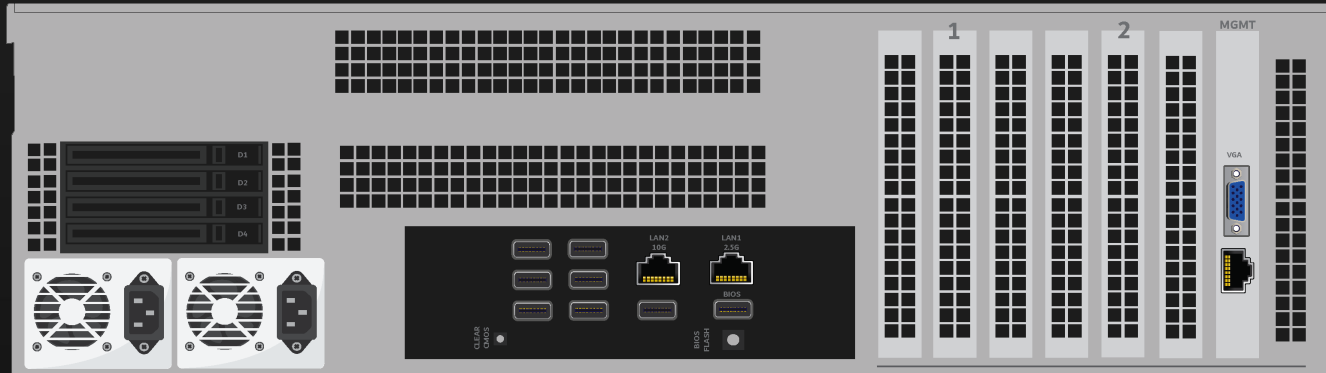 1
2
MGMT
D1
D2
D3
D4
LAN2
10G
LAN1
2.5G
BIOS
CLEAR
CMOS
BIOS
FLASH
VGA